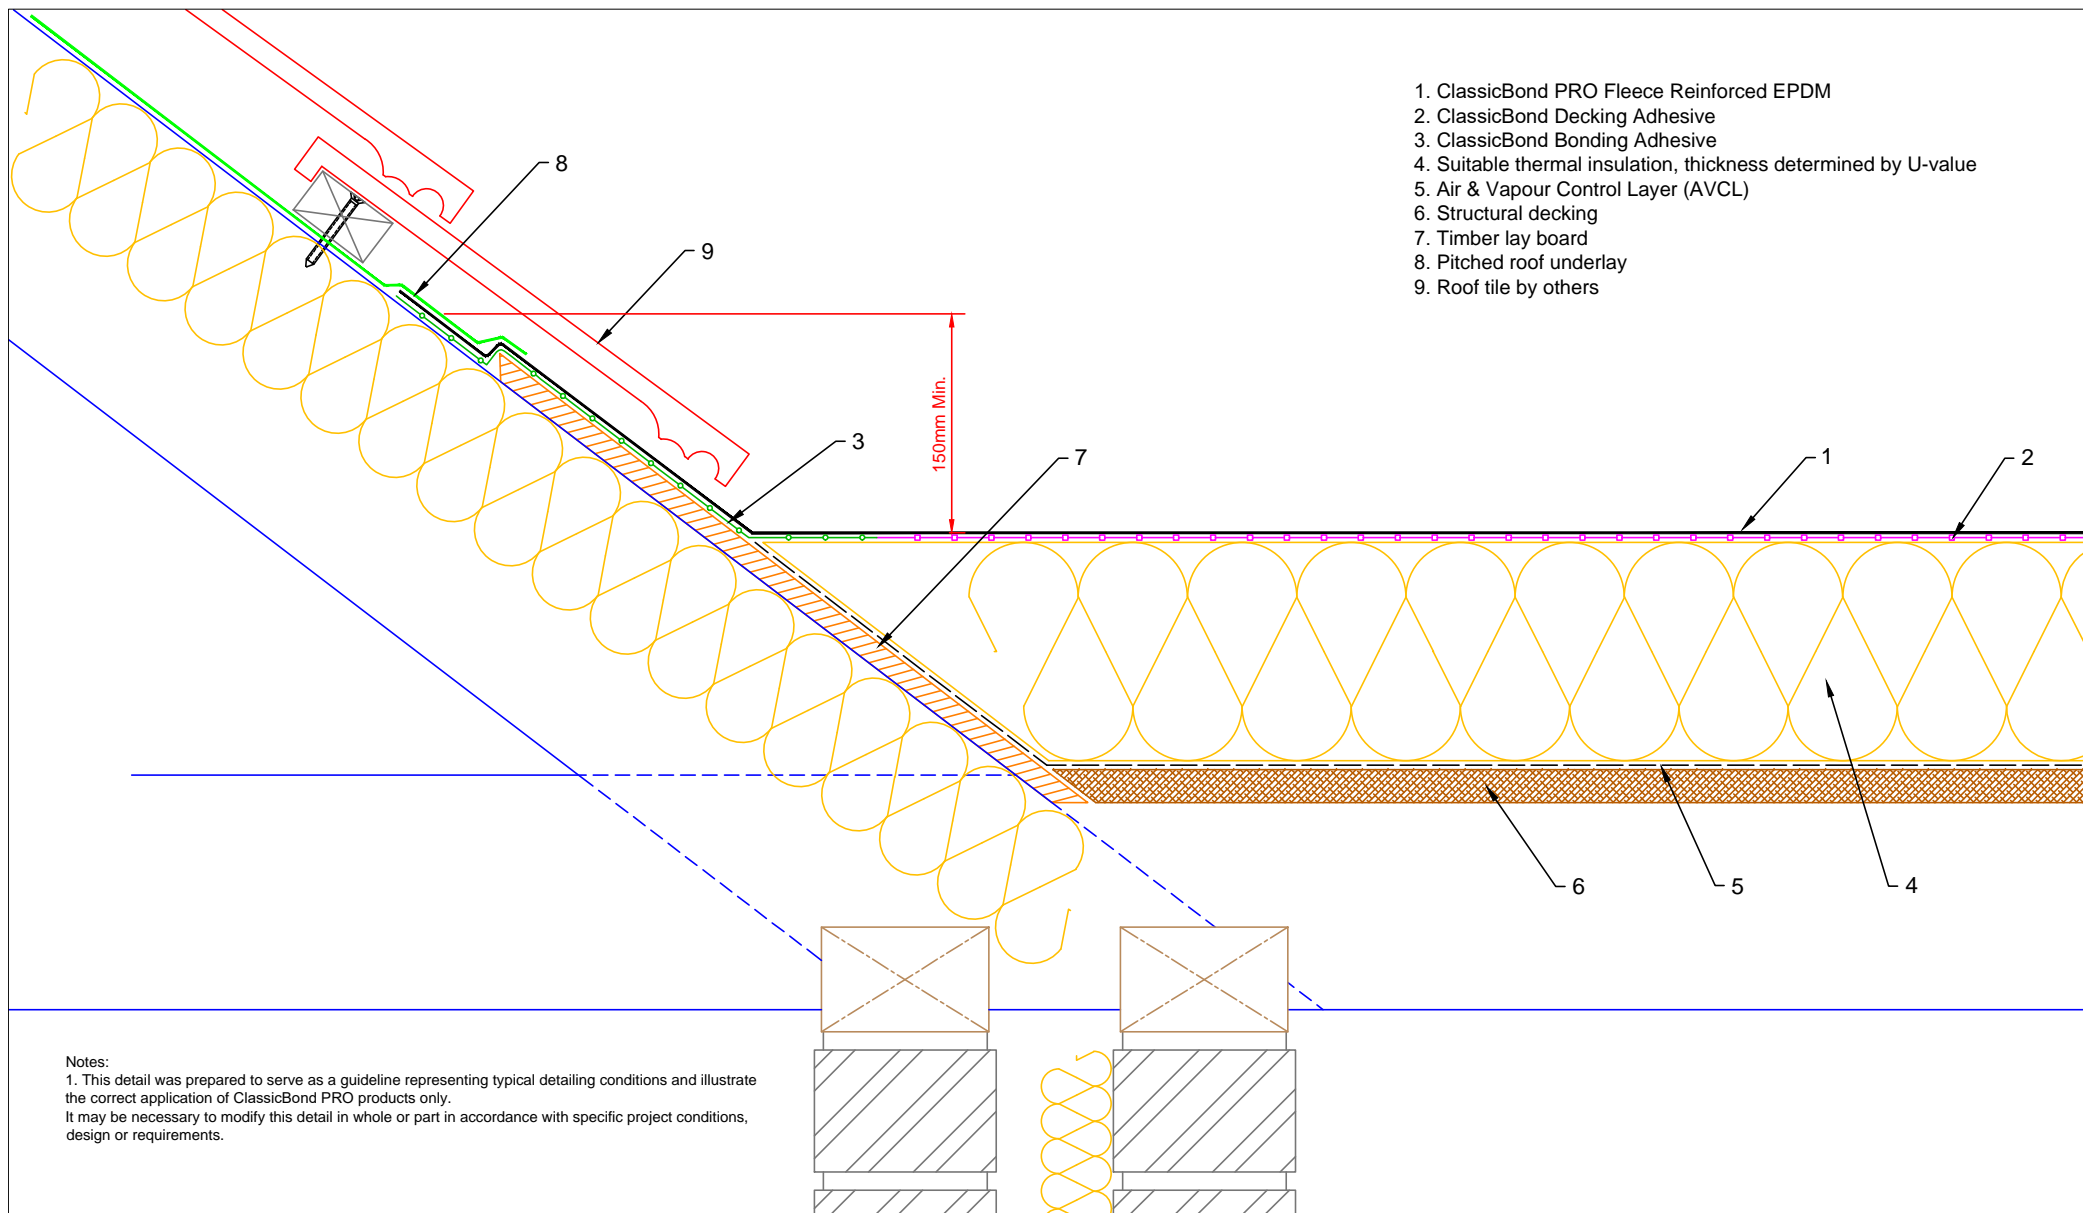 1. ClassicBond PRO Fleece Reinforced EPDM
2. ClassicBond Decking Adhesive
3. ClassicBond Bonding Adhesive
4. Suitable thermal insulation, thickness determined by U-value
5. Air & Vapour Control Layer (AVCL)
6. Structural decking
7. Timber lay board
8. Pitched roof underlay
9. Roof tile by others
8
9
3
7
150mm Min.
1
2
6
5
4
Notes:
1. This detail was prepared to serve as a guideline representing typical detailing conditions and illustrate
the correct application of ClassicBond PRO products only.
It may be necessary to modify this detail in whole or part in accordance with specific project conditions,
design or requirements.